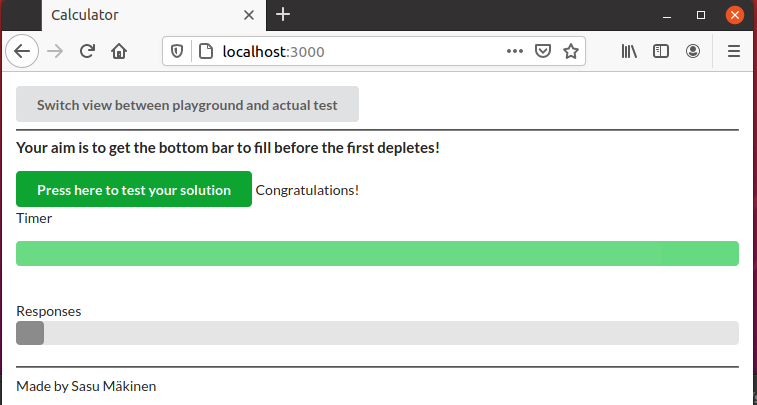 Calculator
localhost:3000
Switch view between playground and actual test
Your aim is to get the bottom bar to fill before the first depletes!
Press here to test your solution Congratulations!
Timer
Responses
Made by Sasu Mäkinen